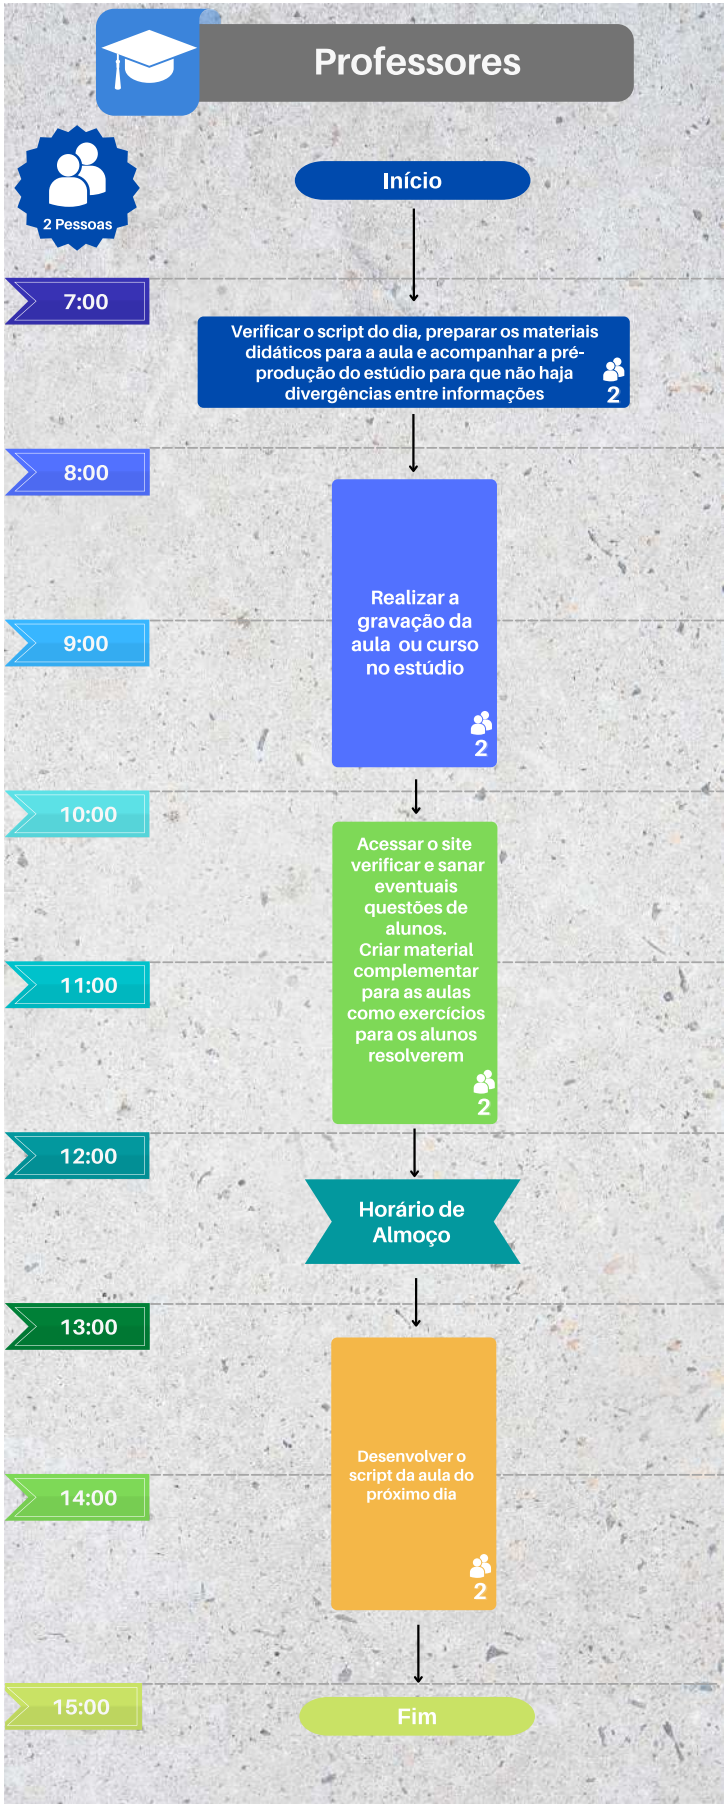 Professores
2 Pessoas
Início
7:00
Verificar o script do dia, preparar os materiais
didáticos para a aula e acompanhar a pré-
produção do estúdio para que não haja
divergências entre informações
2
8:00
Realizar a
gravação da
aula ou curso
no estúdio
2
9:00
10:00
Acessar o site
verificar e sanar
eventuais
questões de
alunos.
Criar material
complementar
para as aulas
como exercícios
para os alunos
resolverem
2
11:00
12:00
Horário de
Almoço
13:00
Desenvolver o
script da aula do
próximo dia
2
14:00
15:00
Fim